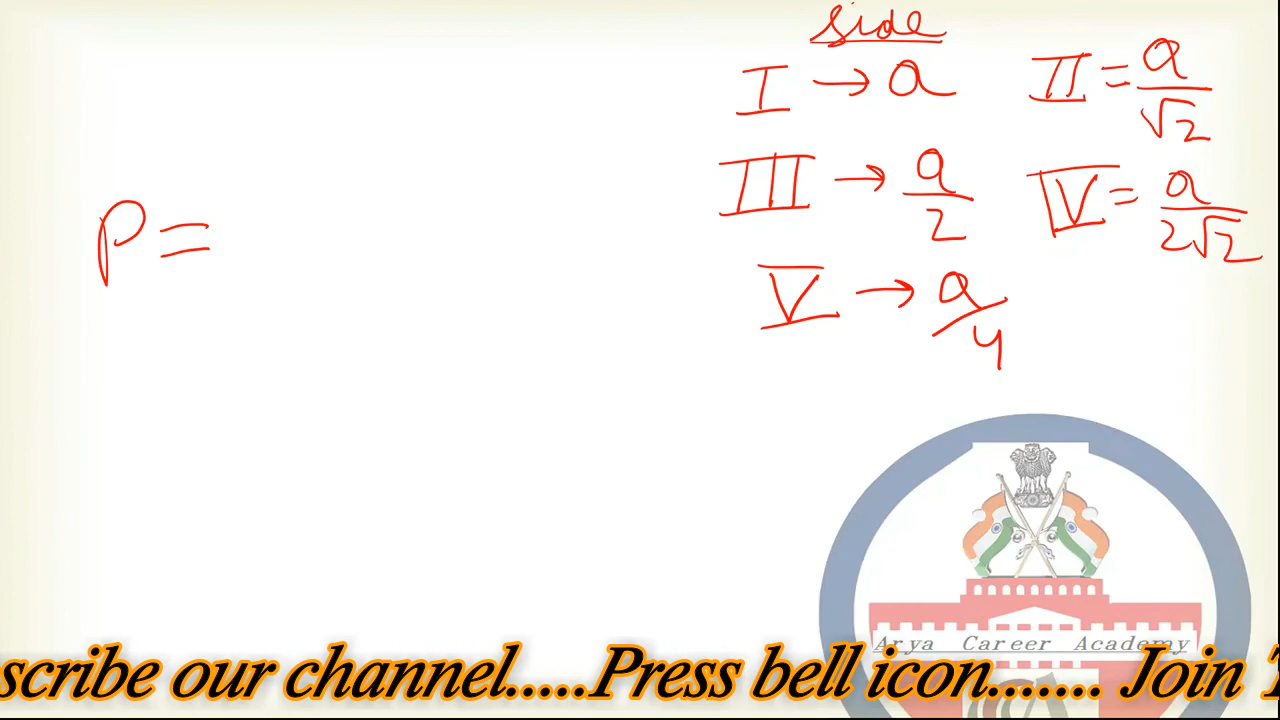 side
I → a II = a/√2
III → a/2 IV = a/2√2
P =
V → a/4
Arya Career Academy
scribe our channel.....Press bell icon....... Join